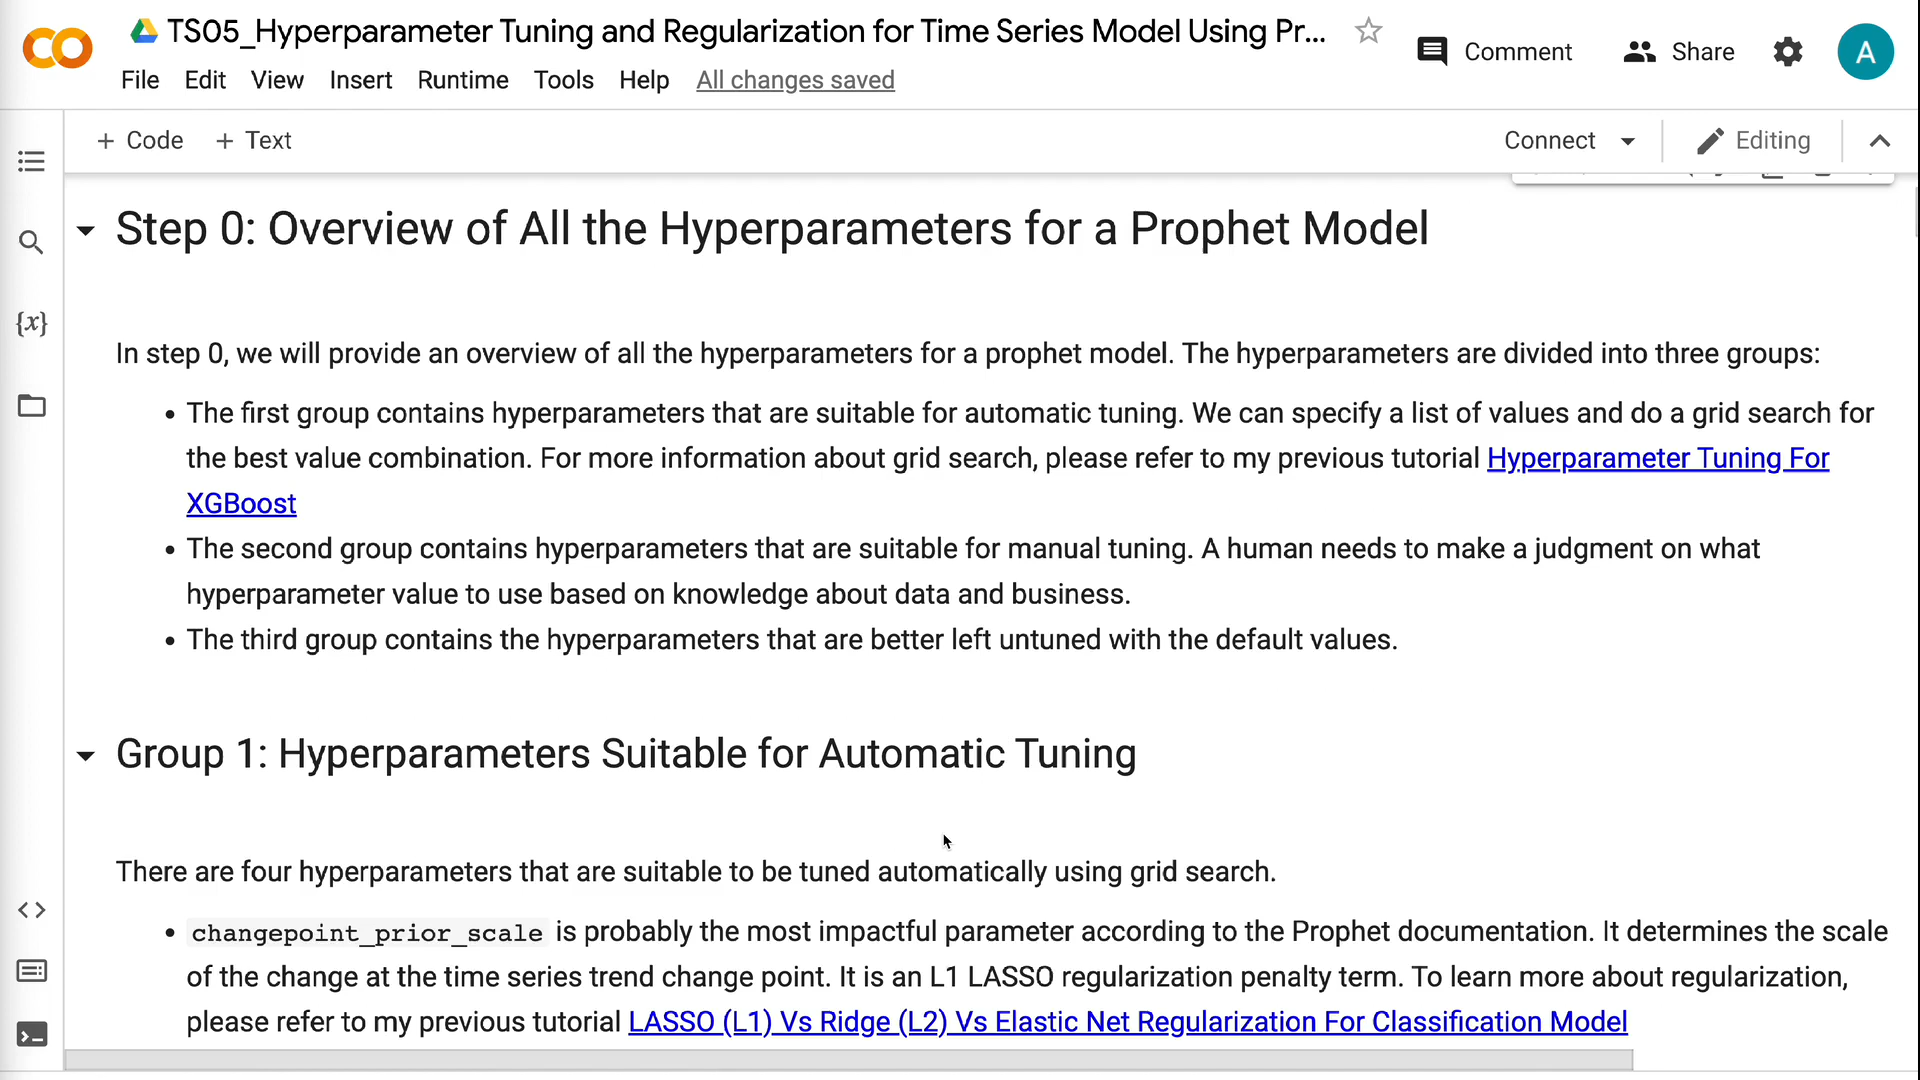 TS05_Hyperparameter Tuning and Regularization for Time Series Model Using Pr...
Comment
Share
A
File Edit View Insert Runtime Tools Help All changes saved
+ Code + Text
Connect
Editing
Step 0: Overview of All the Hyperparameters for a Prophet Model
{x}
In step 0, we will provide an overview of all the hyperparameters for a prophet model. The hyperparameters are divided into three groups:
• The first group contains hyperparameters that are suitable for automatic tuning. We can specify a list of values and do a grid search for
the best value combination. For more information about grid search, please refer to my previous tutorial Hyperparameter Tuning For
XGBoost
• The second group contains hyperparameters that are suitable for manual tuning. A human needs to make a judgment on what
hyperparameter value to use based on knowledge about data and business.
• The third group contains the hyperparameters that are better left untuned with the default values.
Group 1: Hyperparameters Suitable for Automatic Tuning
There are four hyperparameters that are suitable to be tuned automatically using grid search.
• changepoint_prior_scale is probably the most impactful parameter according to the Prophet documentation. It determines the scale
of the change at the time series trend change point. It is an L1 LASSO regularization penalty term. To learn more about regularization,
please refer to my previous tutorial LASSO (L1) Vs Ridge (L2) Vs Elastic Net Regularization For Classification Model